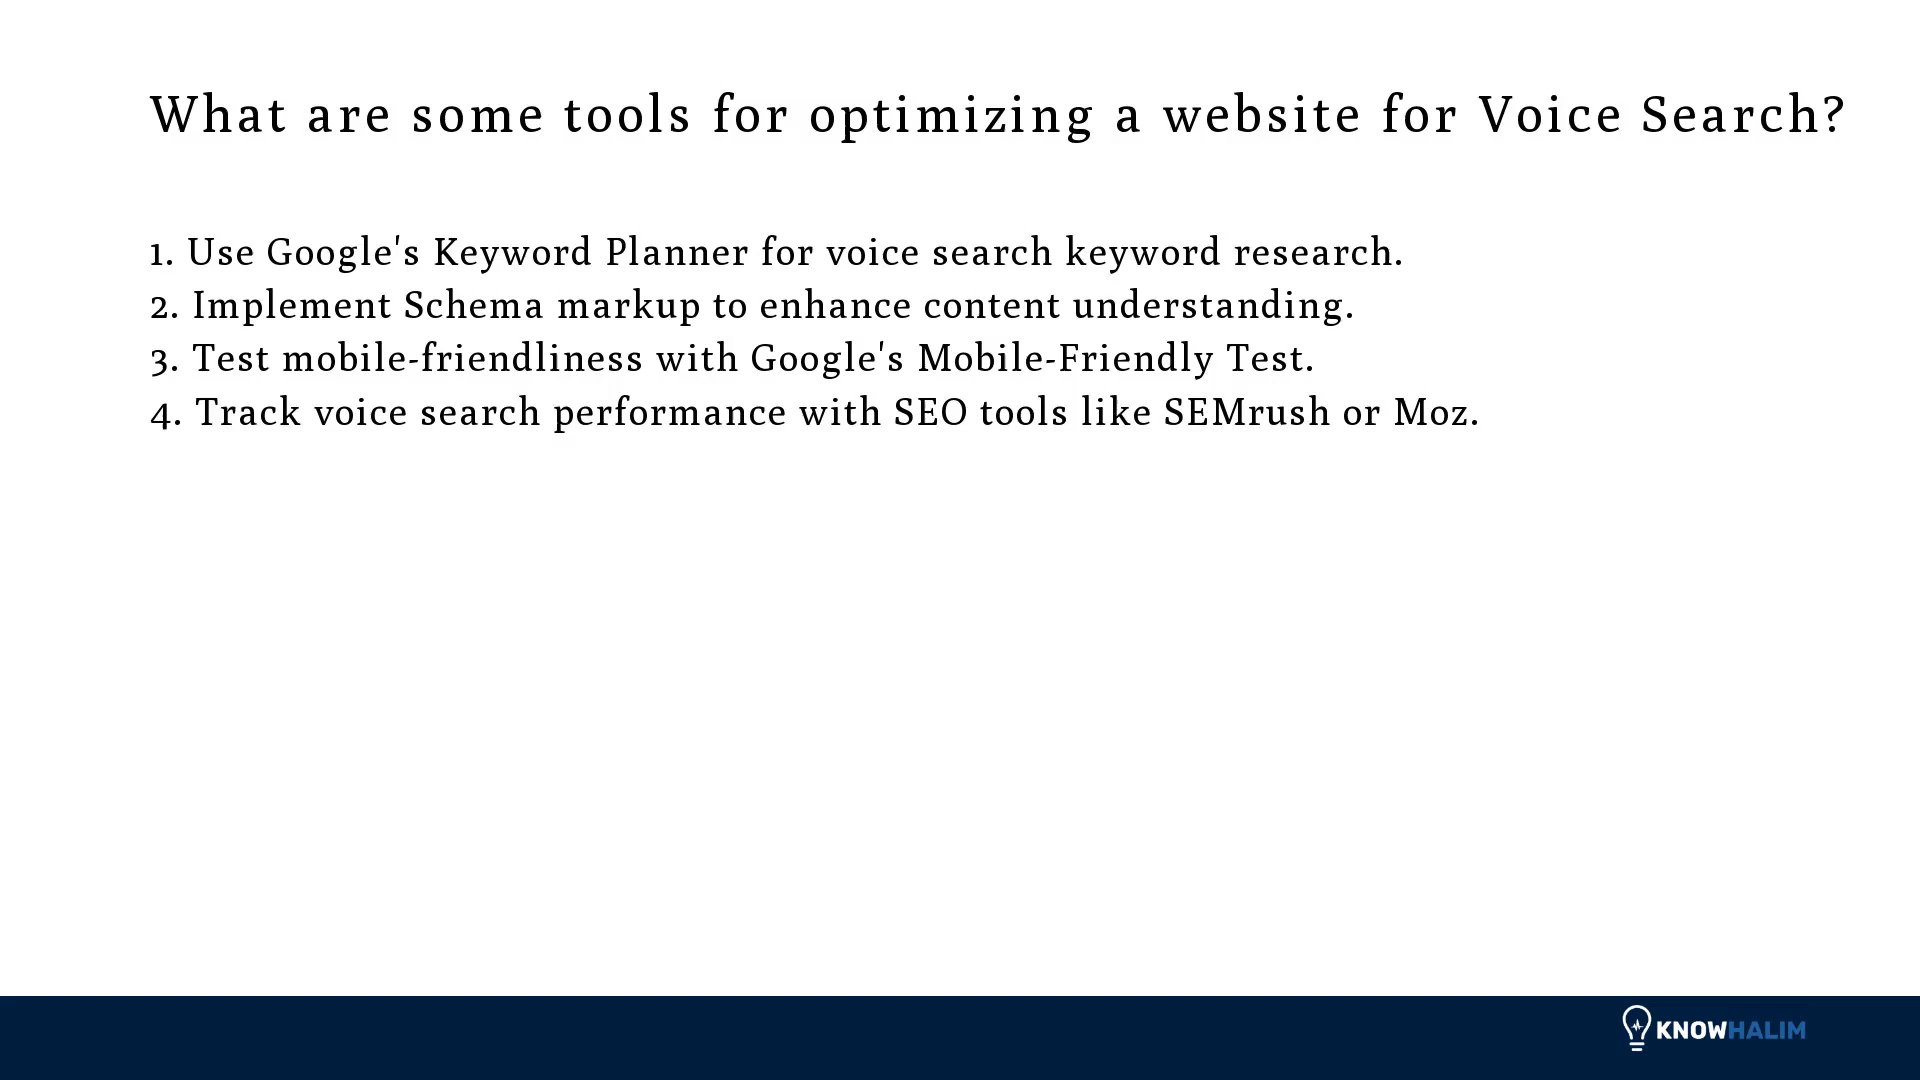 What are some tools for optimizing a website for Voice Search?
1. Use Google's Keyword Planner for voice search keyword research.
2. Implement Schema markup to enhance content understanding.
3. Test mobile-friendliness with Google's Mobile-Friendly Test.
4. Track voice search performance with SEO tools like SEMrush or Moz.
KNOWHALIM